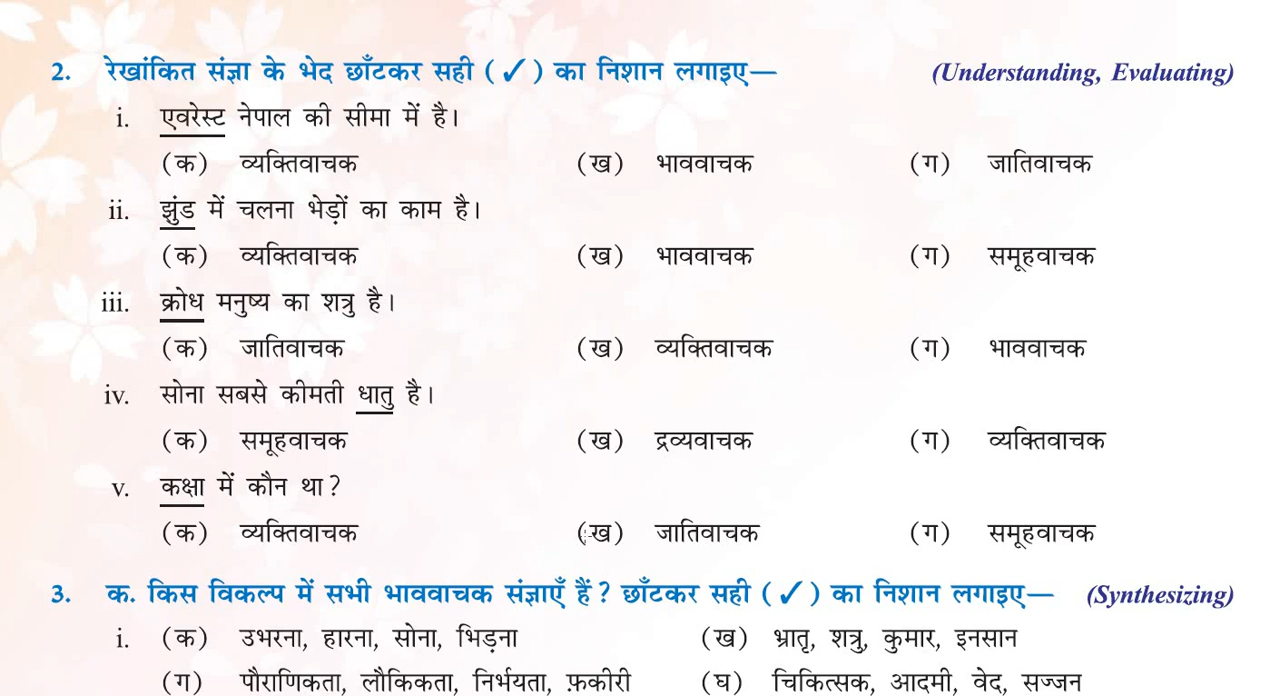 2. रेखांकित संज्ञा के भेद छाँटकर सही ( ✓ ) का निशान लगाइए— (Understanding, Evaluating)
i. एवरेस्ट नेपाल की सीमा में है।
(क) व्यक्तिवाचक (ख) भाववाचक (ग) जातिवाचक
ii. झुंड में चलना भेड़ों का काम है।
(क) व्यक्तिवाचक (ख) भाववाचक (ग) समूहवाचक
iii. क्रोध मनुष्य का शत्रु है।
(क) जातिवाचक (ख) व्यक्तिवाचक (ग) भाववाचक
iv. सोना सबसे कीमती धातु है।
(क) समूहवाचक (ख) द्रव्यवाचक (ग) व्यक्तिवाचक
v. कक्षा में कौन था?
(क) व्यक्तिवाचक (ख) जातिवाचक (ग) समूहवाचक
3. क. किस विकल्प में सभी भाववाचक संज्ञाएँ हैं? छाँटकर सही ( ✓ ) का निशान लगाइए— (Synthesizing)
i. (क) उभरना, हारना, सोना, भिड़ना (ख) भ्रातृ, शत्रु, कुमार, इनसान
(ग) पौराणिकता, लौकिकता, निर्भयता, फ़कीरी (घ) चिकित्सक, आदमी, वेद, सज्जन